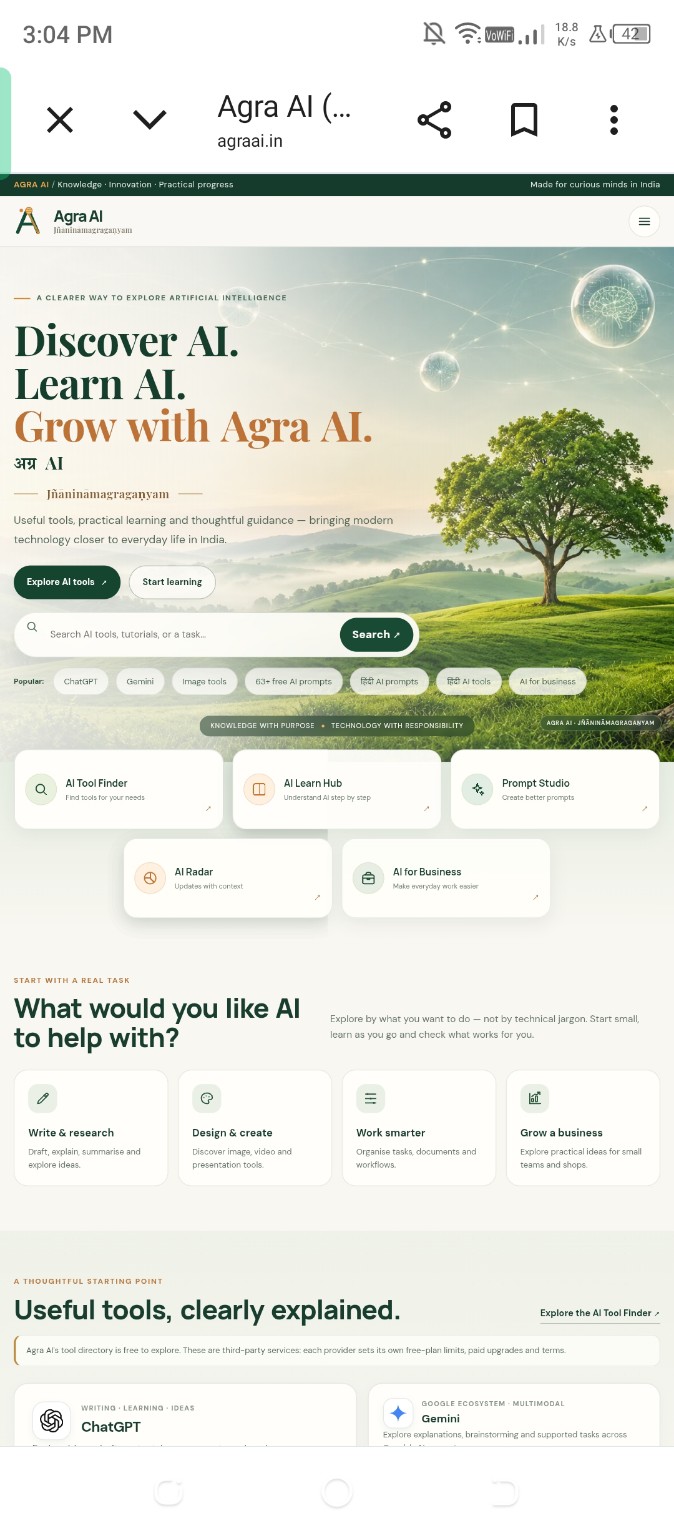 3:04 PM
VoWiFi
18.8
K/s
42
Agra AI (...
agraai.in
AGRA AI / Knowledge · Innovation · Practical progress
Made for curious minds in India
Agra AI
Jñānināmagragaṇyam
A CLEARER WAY TO EXPLORE ARTIFICIAL INTELLIGENCE
Discover AI.
Learn AI.
Grow with Agra AI.
अग्र AI
Jñānināmagragaṇyam
Useful tools, practical learning and thoughtful guidance — bringing modern
technology closer to everyday life in India.
Explore AI tools ↗
Start learning
Search AI tools, tutorials, or a task...
Search ↗
Popular:
ChatGPT
Gemini
Image tools
63+ free AI prompts
हिंदी AI prompts
हिंदी AI tools
AI for business
KNOWLEDGE WITH PURPOSE • TECHNOLOGY WITH RESPONSIBILITY
AGRA AI · JÑĀNINĀMAGRAGAṆYAM
AI Tool Finder
Find tools for your needs
↗
AI Learn Hub
Understand AI step by step
↗
Prompt Studio
Create better prompts
↗
AI Radar
Updates with context
↗
AI for Business
Make everyday work easier
↗
START WITH A REAL TASK
What would you like AI
to help with?
Explore by what you want to do — not by technical jargon. Start small,
learn as you go and check what works for you.
Write & research
Draft, explain, summarise and
explore ideas.
Design & create
Discover image, video and
presentation tools.
Work smarter
Organise tasks, documents and
workflows.
Grow a business
Explore practical ideas for small
teams and shops.
A THOUGHTFUL STARTING POINT
Useful tools, clearly explained.
Explore the AI Tool Finder ↗
Agra AI's tool directory is free to explore. These are third-party services: each provider sets its own free-plan limits, paid upgrades and terms.
WRITING · LEARNING · IDEAS
ChatGPT
GOOGLE ECOSYSTEM · MULTIMODAL
Gemini
Explore explanations, brainstorming and supported tasks across